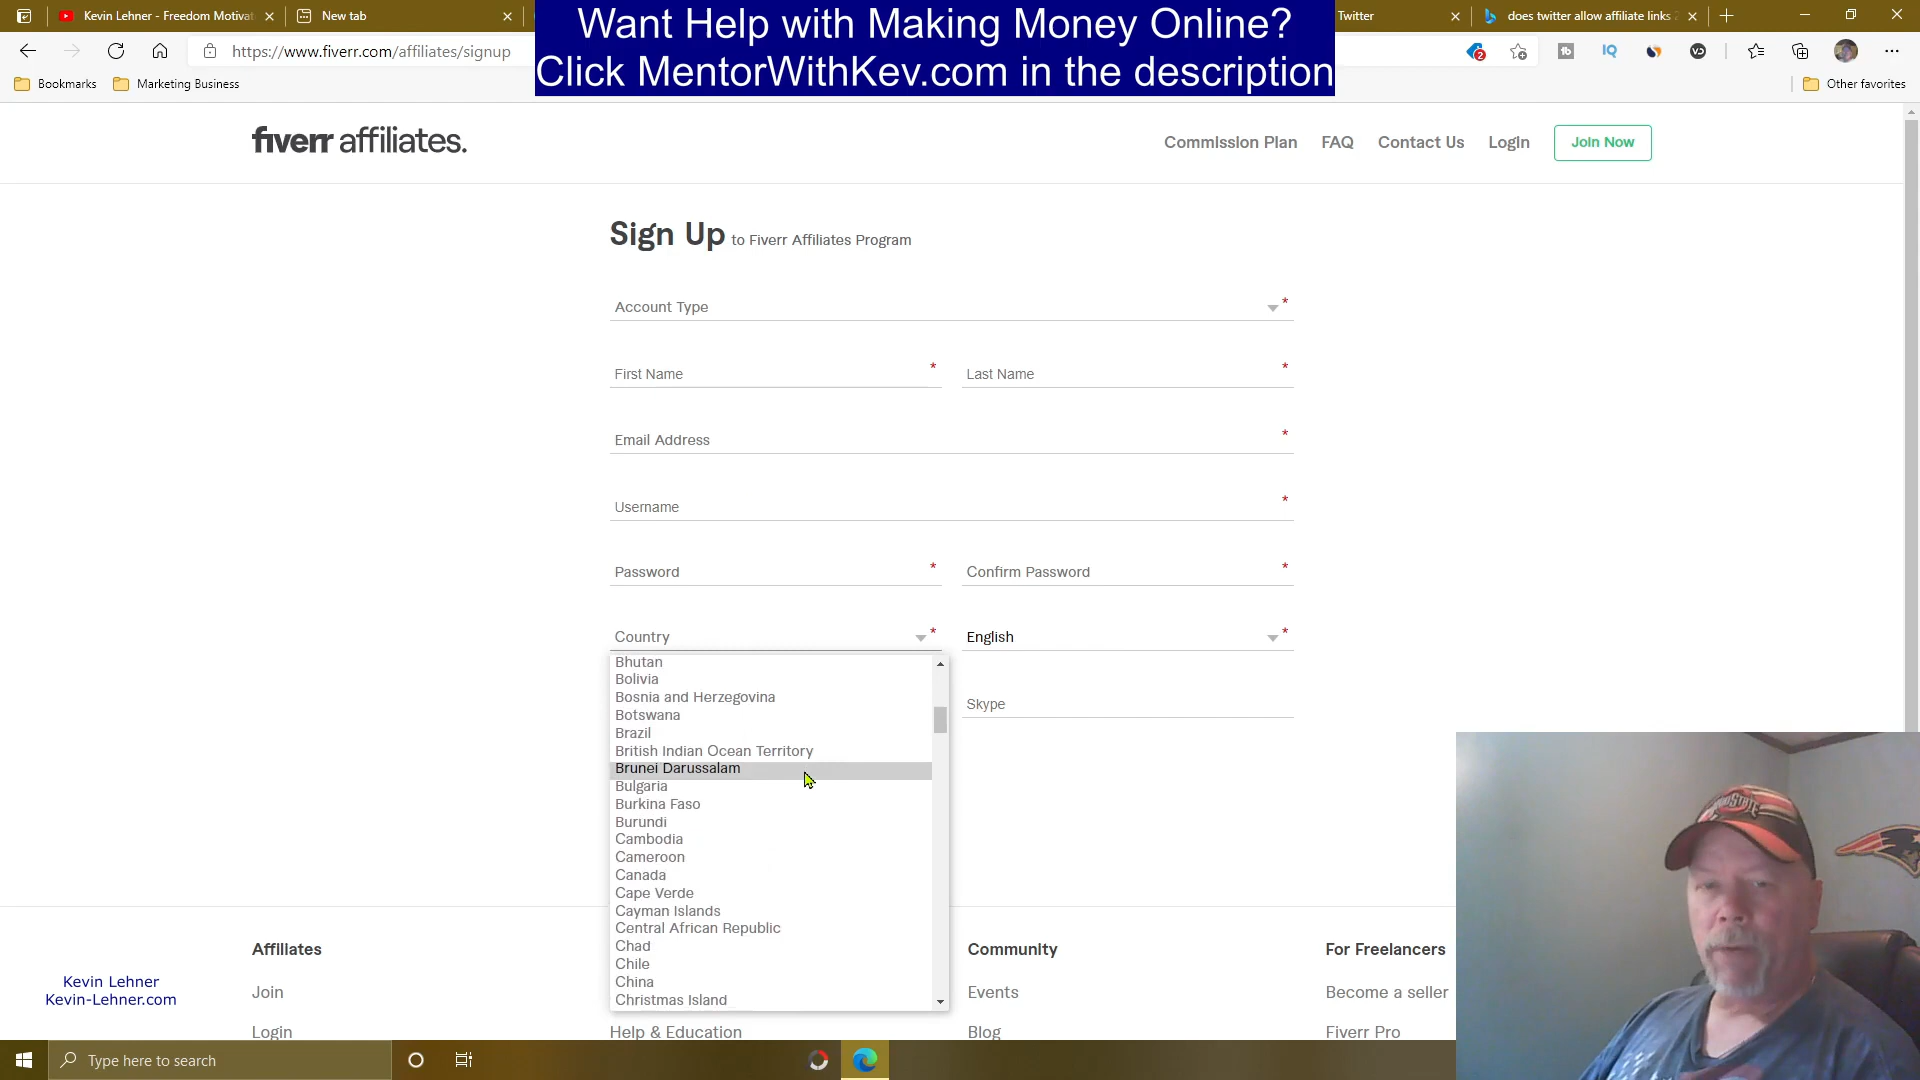 Kevin Lehner - Freedom Motivat
New tab
Twitter
does twitter allow affiliate links
Want Help with Making Money Online?
Click MentorWithKev.com in the description
https://www.fiverr.com/affiliates/signup
2
tb
IQ
Bookmarks
Marketing Business
Other favorites
fiverr affiliates.
Commission Plan
FAQ
Contact Us
Login
Join Now
Sign Up to Fiverr Affiliates Program
Account Type *
First Name *
Last Name *
Email Address *
Username *
Password *
Confirm Password *
Country *
English *
Bhutan
Bolivia
Bosnia and Herzegovina
Botswana
Brazil
British Indian Ocean Territory
Brunei Darussalam
Bulgaria
Burkina Faso
Burundi
Cambodia
Cameroon
Canada
Cape Verde
Cayman Islands
Central African Republic
Chad
Chile
China
Christmas Island
Skype
Affiliates
Join
Login
Help & Education
Community
Events
Blog
For Freelancers
Become a seller
Fiverr Pro
Kevin Lehner
Kevin-Lehner.com
Type here to search